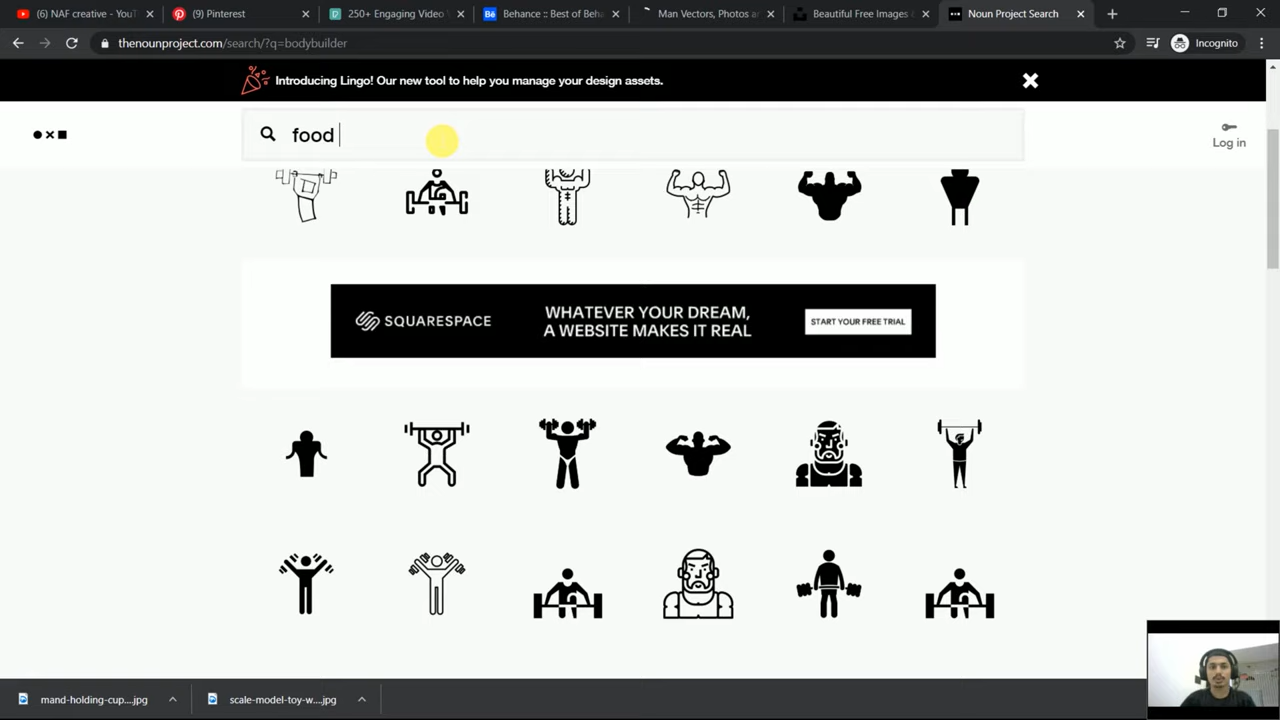 (6) NAF creative - YouT
(9) Pinterest
250+ Engaging Video
Bē Behance :: Best of Beha
Man Vectors, Photos an
Beautiful Free Images &
Noun Project Search
thenounproject.com/search/?q=bodybuilder
Incognito
Introducing Lingo! Our new tool to help you manage your design assets.
food
Log in
SQUARESPACE
WHATEVER YOUR DREAM,
A WEBSITE MAKES IT REAL
START YOUR FREE TRIAL
mand-holding-cup....jpg
scale-model-toy-w....jpg